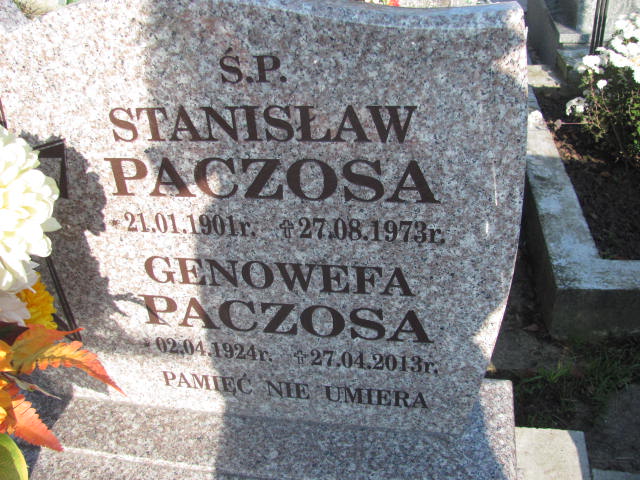 Ś.P.
STANISŁAW
PACZOSA
* 21.01.1901r. ✝ 27.08.1973r.
GENOWEFA
PACZOSA
* 02.04.1924r. ✝ 27.04.2013r.
PAMIĘĆ NIE UMIERA